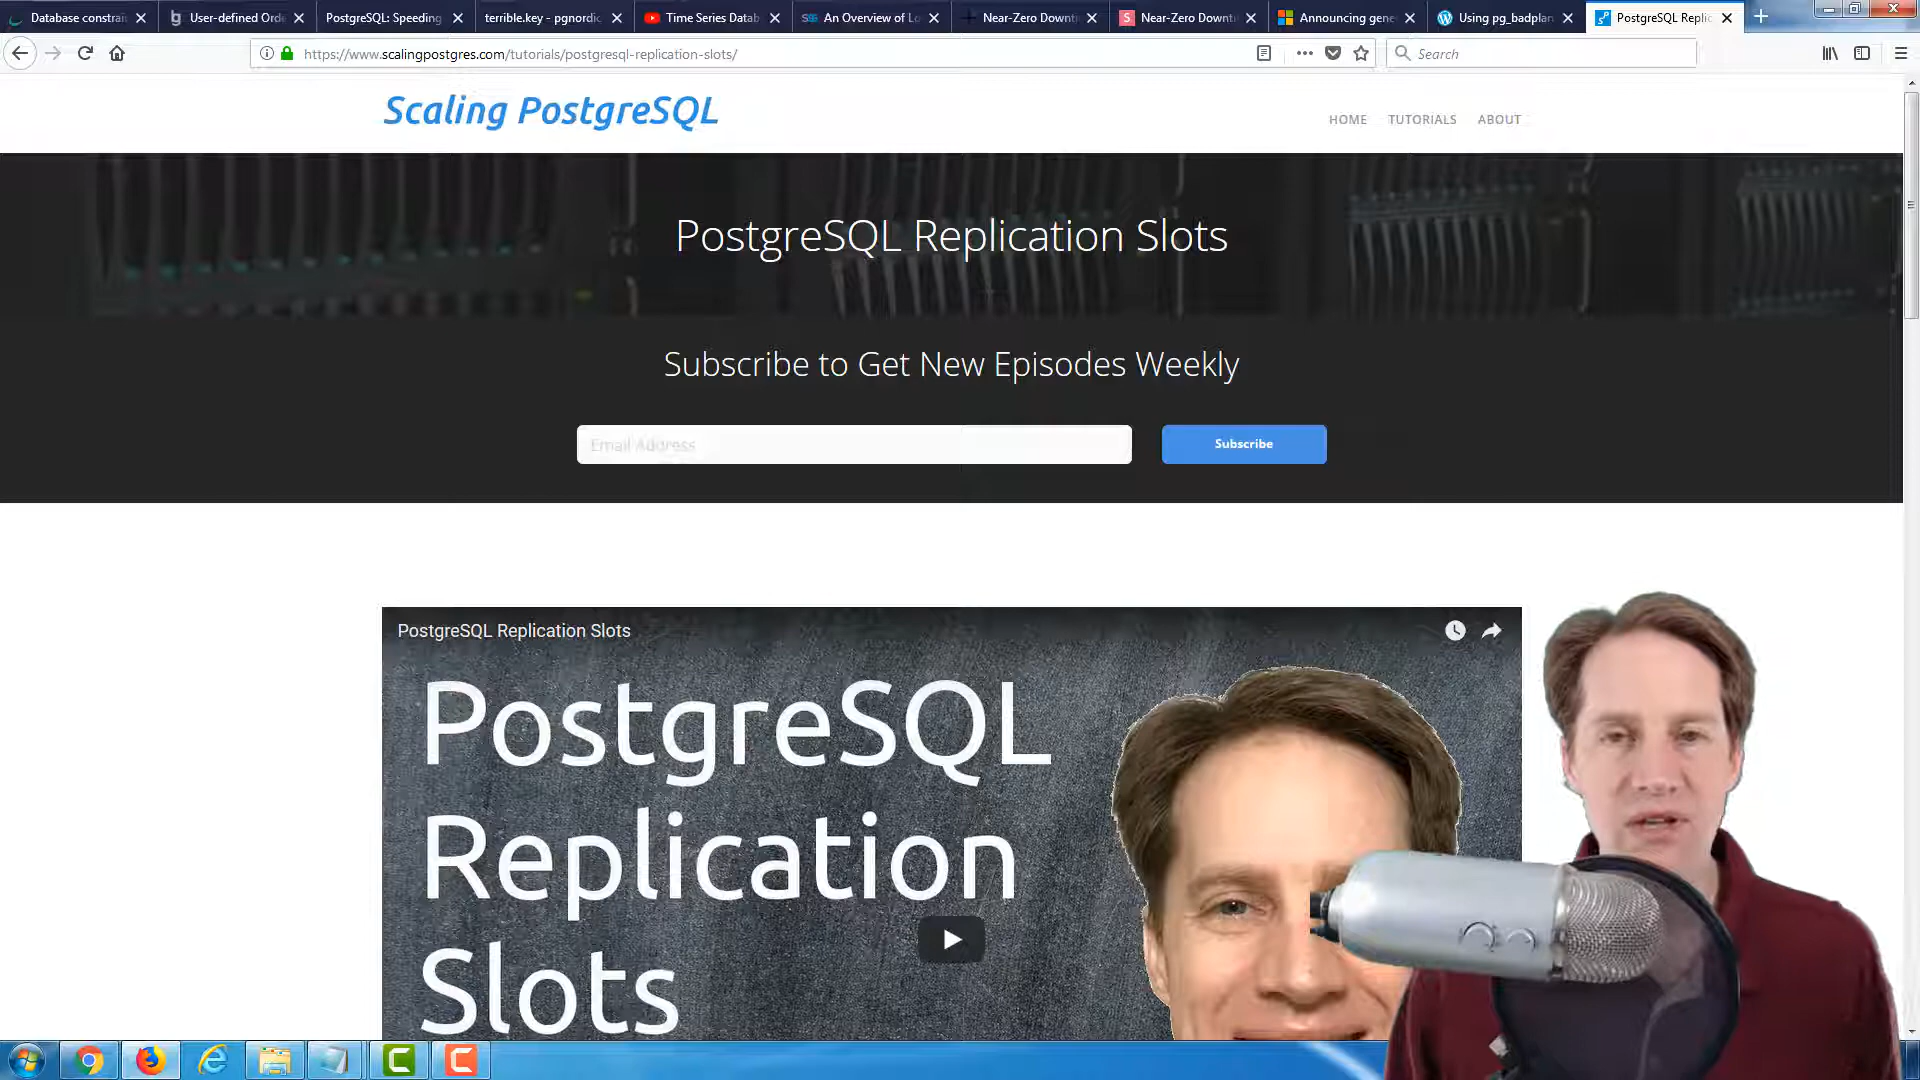 Database constrai
User-defined Orde
PostgreSQL: Speeding
terrible.key - pgnordic
Time Series Datab
An Overview of Lo
Near-Zero Downti
Near-Zero Downti
Announcing gene
Using pg_badplan
PostgreSQL Replic
https://www.scalingpostgres.com/tutorials/postgresql-replication-slots/
Search
Scaling PostgreSQL
HOME TUTORIALS ABOUT
PostgreSQL Replication Slots
Subscribe to Get New Episodes Weekly
Email Address
Subscribe
PostgreSQL Replication Slots
PostgreSQL
Replication
Slots